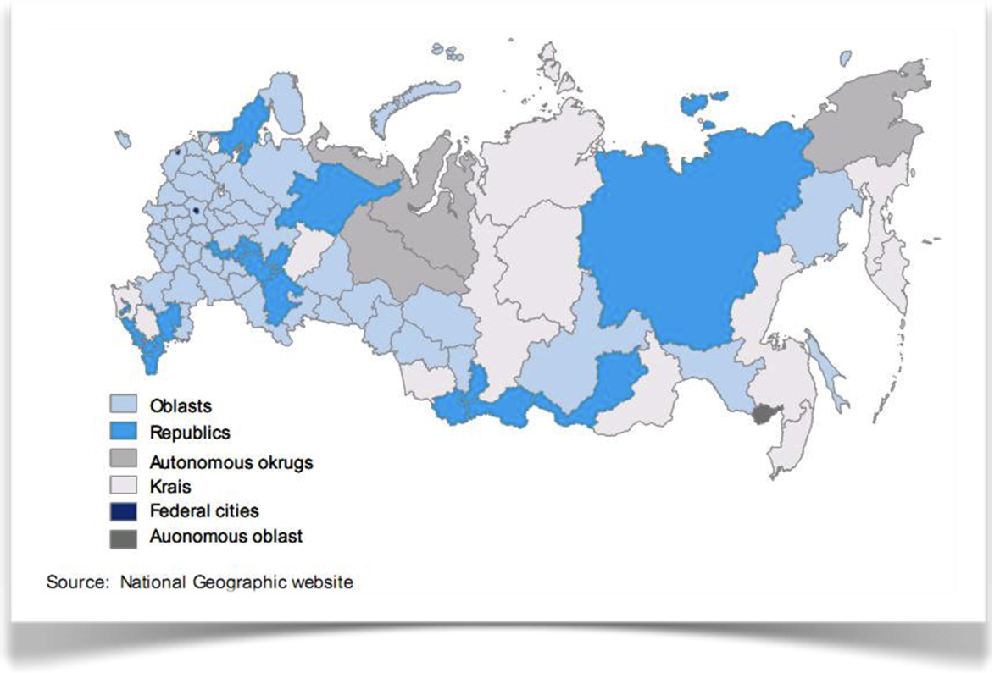 Oblasts
Republics
Autonomous okrugs
Krais
Federal cities
Auonomous oblast
Source: National Geographic website